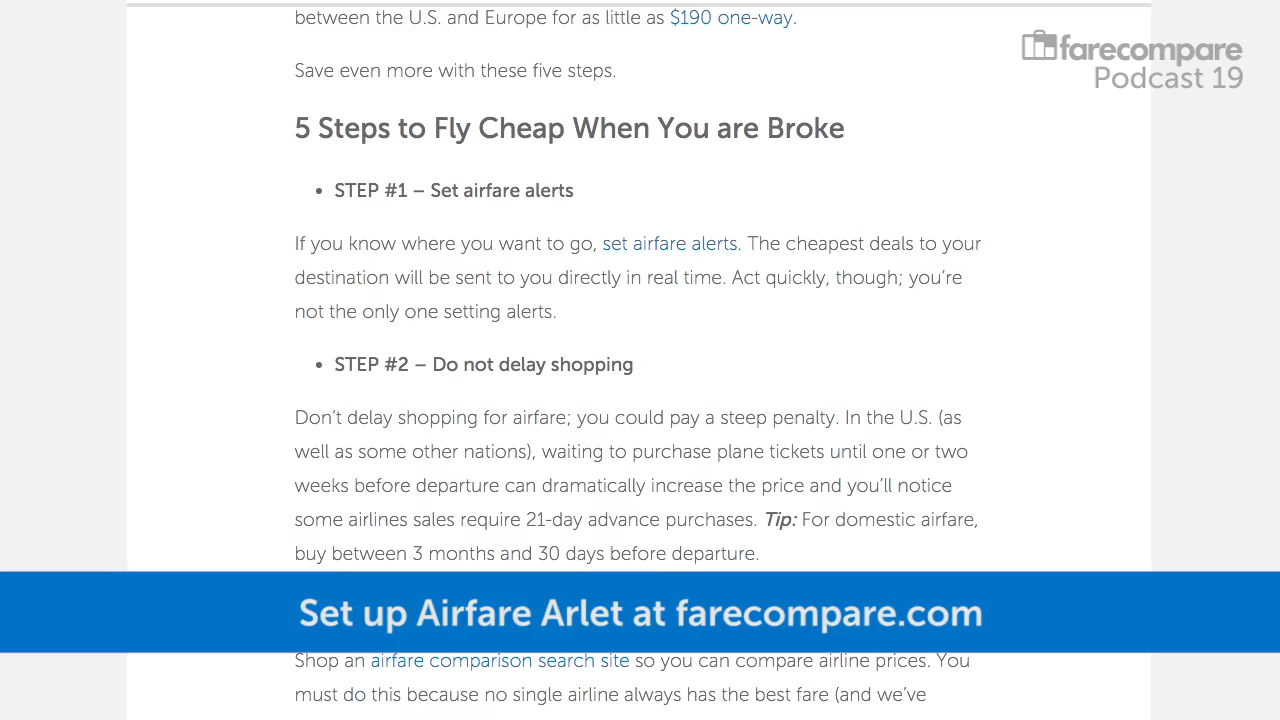 between the U.S. and Europe for as little as $190 one-way.
farecompare
Podcast 19
Save even more with these five steps.
5 Steps to Fly Cheap When You are Broke
• STEP #1 – Set airfare alerts
If you know where you want to go, set airfare alerts. The cheapest deals to your
destination will be sent to you directly in real time. Act quickly, though; you’re
not the only one setting alerts.
• STEP #2 – Do not delay shopping
Don’t delay shopping for airfare; you could pay a steep penalty. In the U.S. (as
well as some other nations), waiting to purchase plane tickets until one or two
weeks before departure can dramatically increase the price and you’ll notice
some airlines sales require 21-day advance purchases. Tip: For domestic airfare,
buy between 3 months and 30 days before departure.
Set up Airfare Arlet at farecompare.com
Shop an airfare comparison search site so you can compare airline prices. You
must do this because no single airline always has the best fare (and we’ve